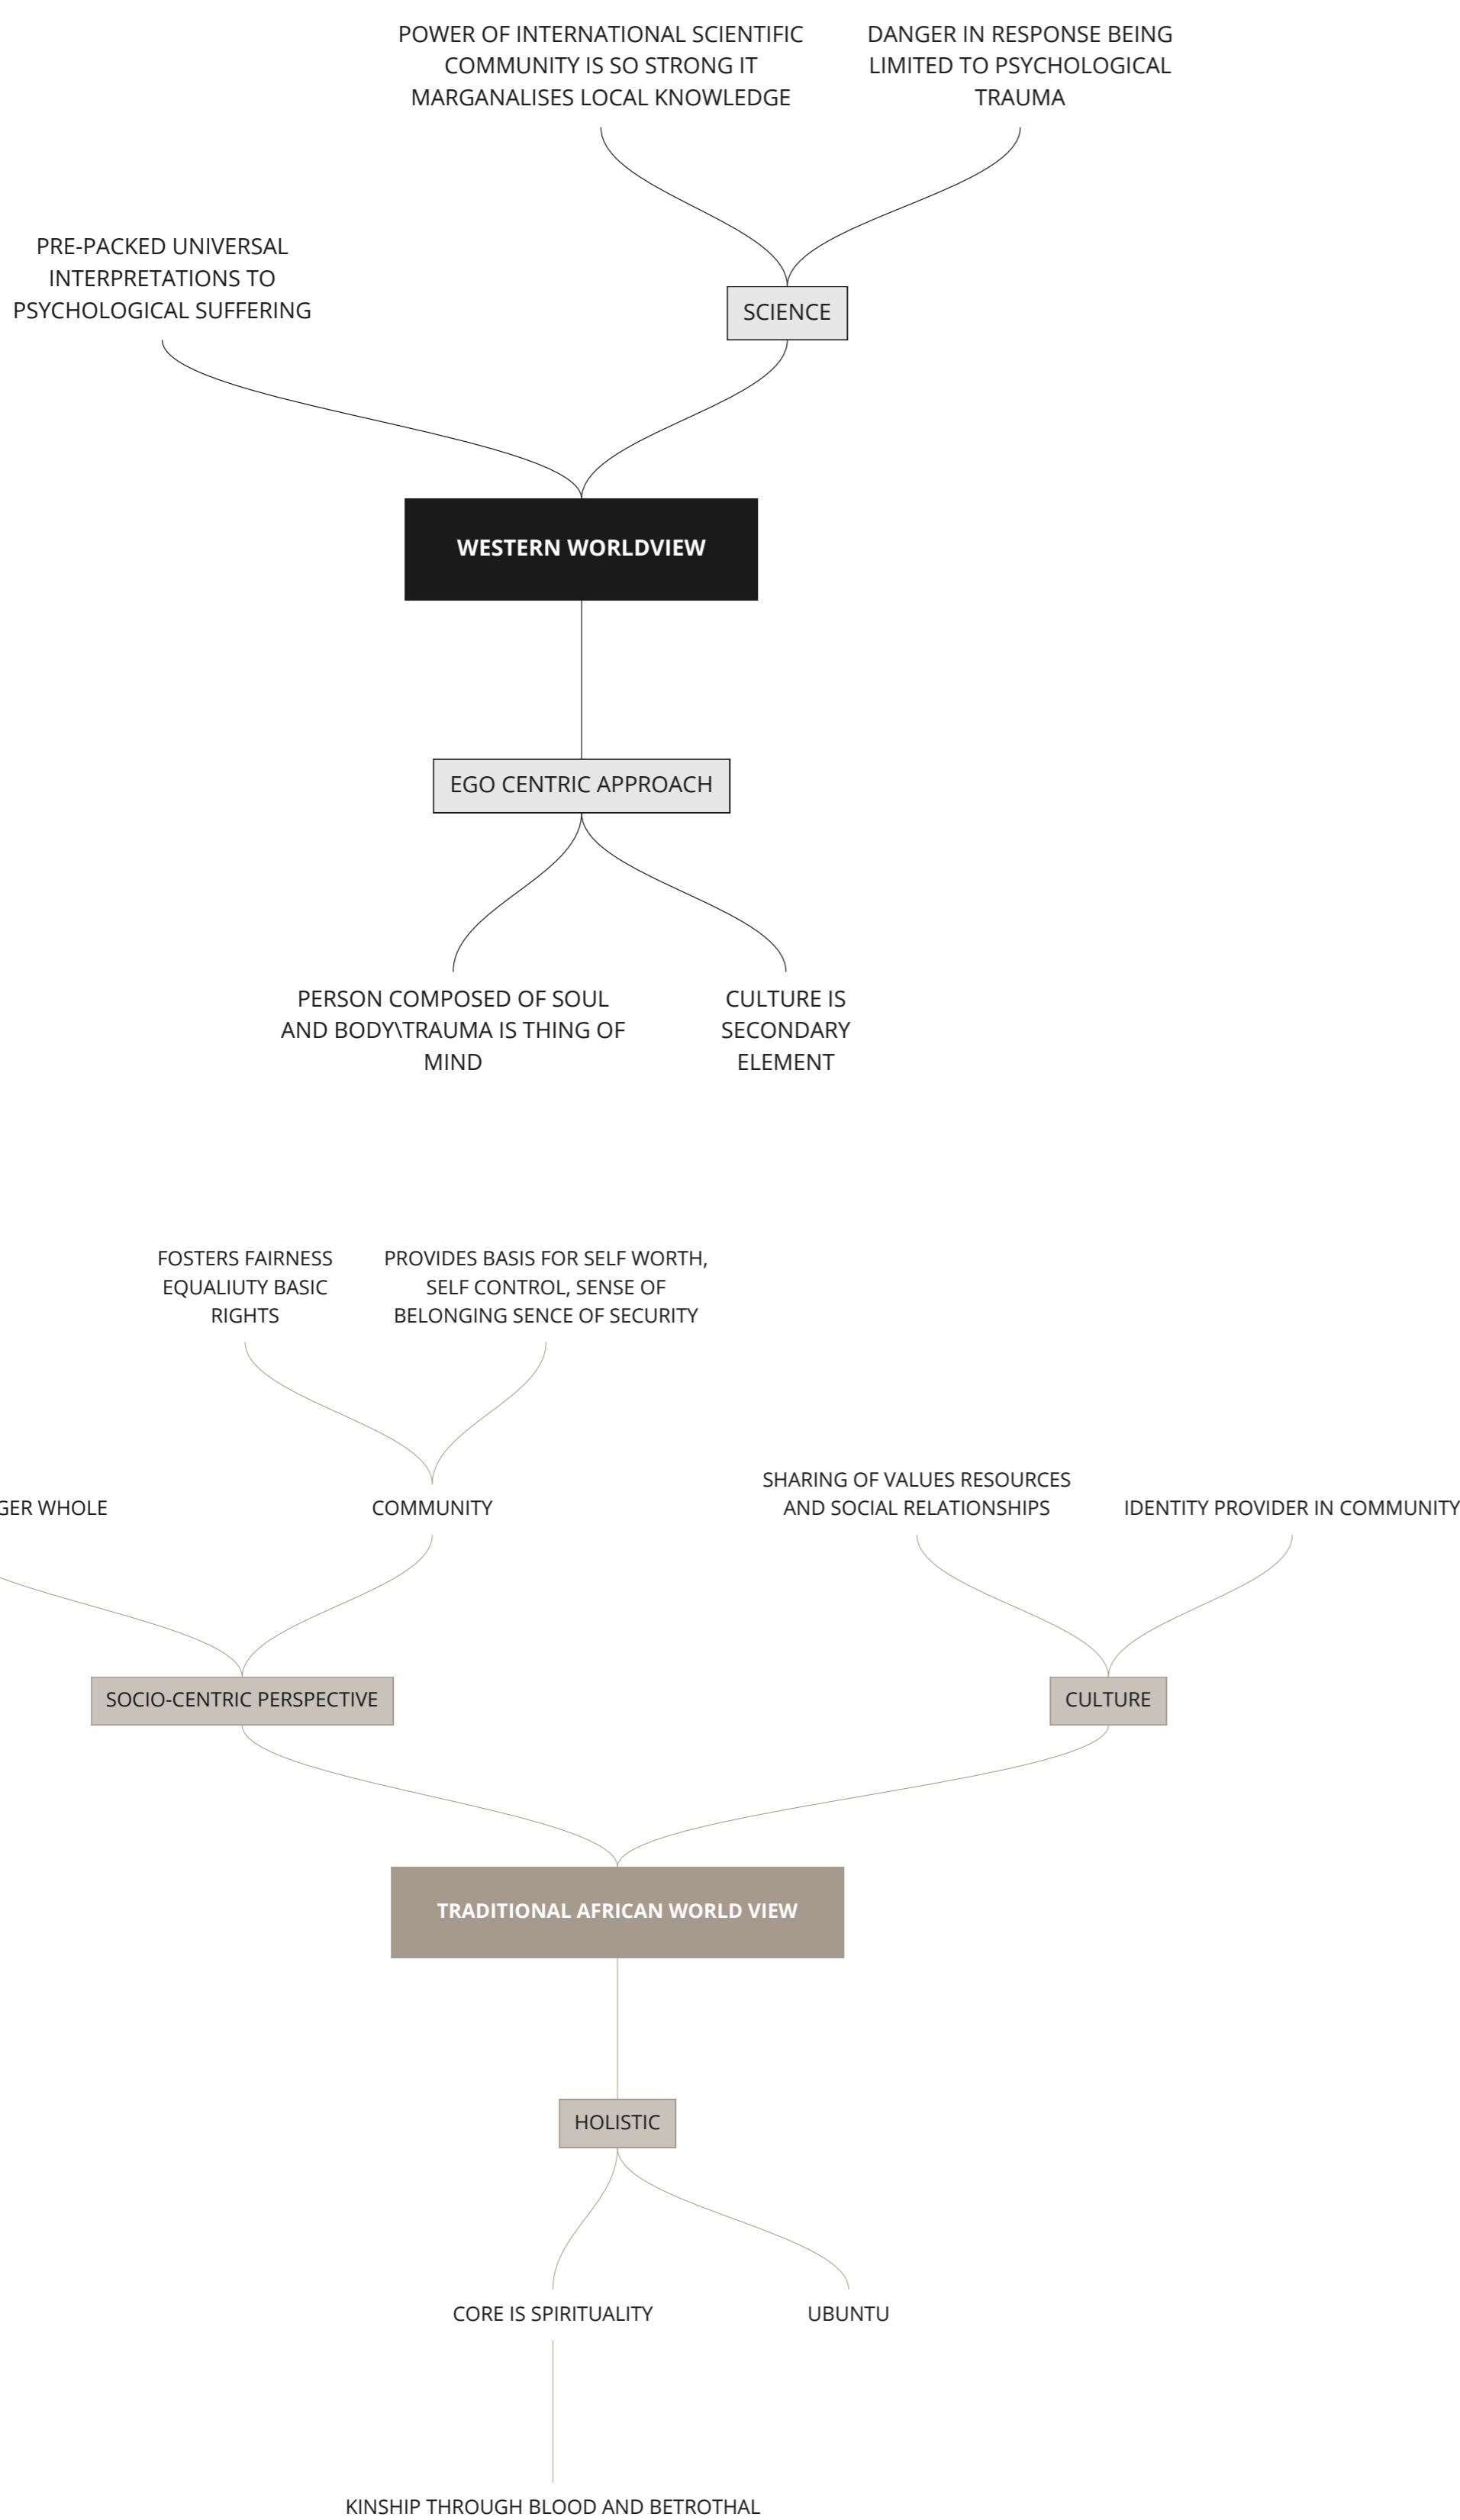 POWER OF INTERNATIONAL SCIENTIFIC
COMMUNITY IS SO STRONG IT
MARGANALISES LOCAL KNOWLEDGE
DANGER IN RESPONSE BEING
LIMITED TO PSYCHOLOGICAL
TRAUMA
PRE-PACKED UNIVERSAL
INTERPRETATIONS TO
PSYCHOLOGICAL SUFFERING
SCIENCE
WESTERN WORLDVIEW
EGO CENTRIC APPROACH
PERSON COMPOSED OF SOUL
AND BODY\TRAUMA IS THING OF
MIND
CULTURE IS
SECONDARY
ELEMENT
FOSTERS FAIRNESS
EQUALIUTY BASIC
RIGHTS
PROVIDES BASIS FOR SELF WORTH,
SELF CONTROL, SENSE OF
BELONGING SENCE OF SECURITY
WHOLE
COMMUNITY
SHARING OF VALUES RESOURCES
AND SOCIAL RELATIONSHIPS
IDENTITY PROVIDER IN COMMUNITY
SOCIO-CENTRIC PERSPECTIVE
CULTURE
TRADITIONAL AFRICAN WORLD VIEW
HOLISTIC
CORE IS SPIRITUALITY
UBUNTU
KINSHIP THROUGH BLOOD AND BETROTHAL